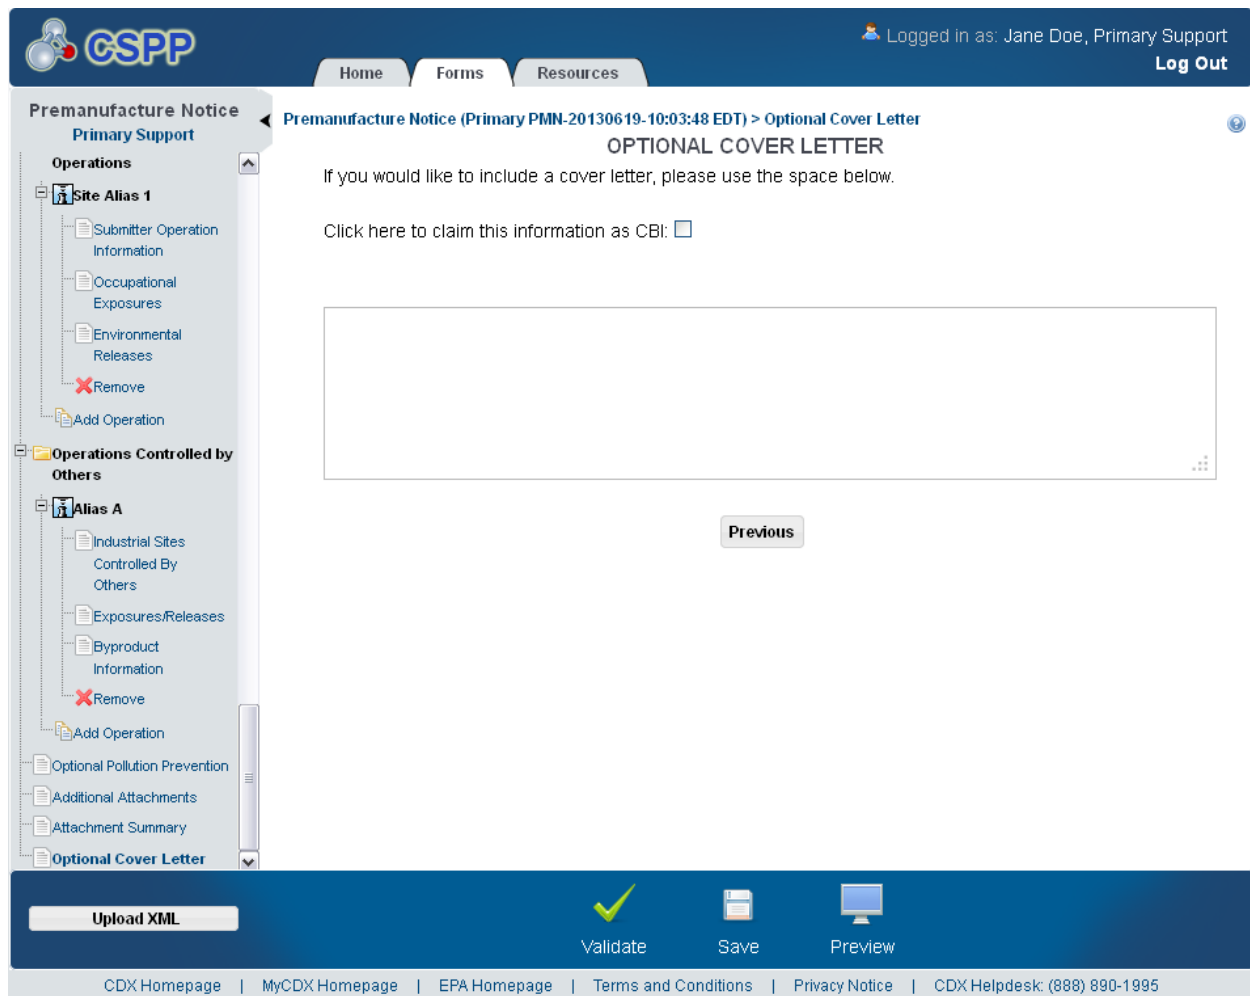 CSPP
Logged in as: Jane Doe, Primary Support
Log Out
Home
Forms
Resources
Premanufacture Notice
Primary Support
Operations
Site Alias 1
Submitter Operation
Information
Occupational
Exposures
Environmental
Releases
Remove
Add Operation
Operations Controlled by
Others
Alias A
Industrial Sites
Controlled By
Others
Exposures/Releases
Byproduct
Information
Remove
Add Operation
Optional Pollution Prevention
Additional Attachments
Attachment Summary
Optional Cover Letter
Premanufacture Notice (Primary PMN-20130619-10:03:48 EDT) > Optional Cover Letter
OPTIONAL COVER LETTER
If you would like to include a cover letter, please use the space below.
Click here to claim this information as CBI:
Previous
Upload XML
Validate
Save
Preview
CDX Homepage | MyCDX Homepage | EPA Homepage | Terms and Conditions | Privacy Notice | CDX Helpdesk: (888) 890-1995